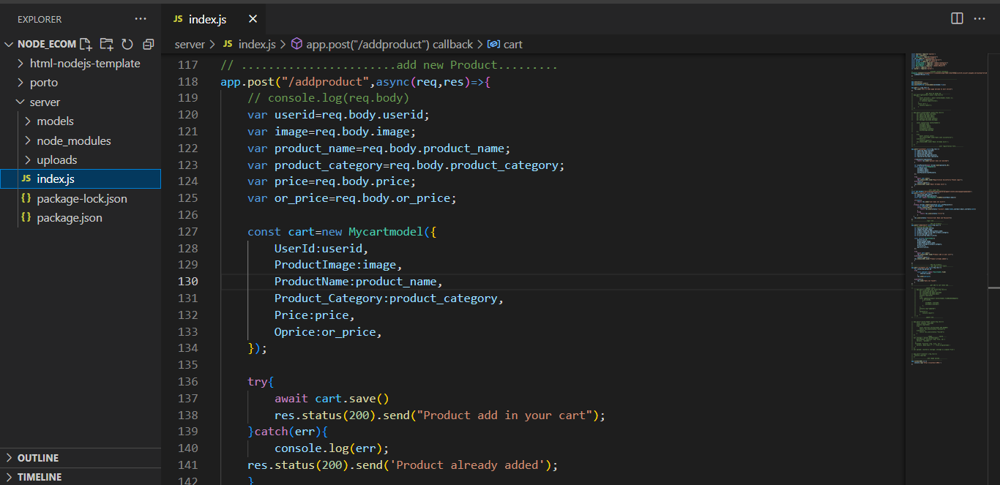 EXPLORER
NODE_ECOM
html-nodejs-template
porto
server
models
node_modules
uploads
JS index.js
{} package-lock.json
{} package.json
OUTLINE
TIMELINE
JS index.js
server > JS index.js > app.post("/addproduct") callback > cart
117 // .......................add new Product.........
118 app.post("/addproduct",async(req,res)=>{
119 // console.log(req.body)
120 var userid=req.body.userid;
121 var image=req.body.image;
122 var product_name=req.body.product_name;
123 var product_category=req.body.product_category;
124 var price=req.body.price;
125 var or_price=req.body.or_price;
126
127 const cart=new Mycartmodel({
128 UserId:userid,
129 ProductImage:image,
130 ProductName:product_name,
131 Product_Category:product_category,
132 Price:price,
133 Oprice:or_price,
134 });
135
136 try{
137 await cart.save()
138 res.status(200).send("Product add in your cart");
139 }catch(err){
140 console.log(err);
141 res.status(200).send('Product already added');
142 }